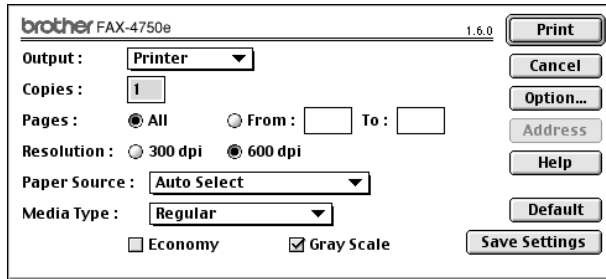 brother FAX-4750e 1.6.0 Print
Output : Printer Cancel
Copies : 1 Option...
Pages : All From : To : Address
Resolution : 300 dpi 600 dpi Help
Paper Source : Auto Select
Media Type : Regular Default
Economy Gray Scale Save Settings